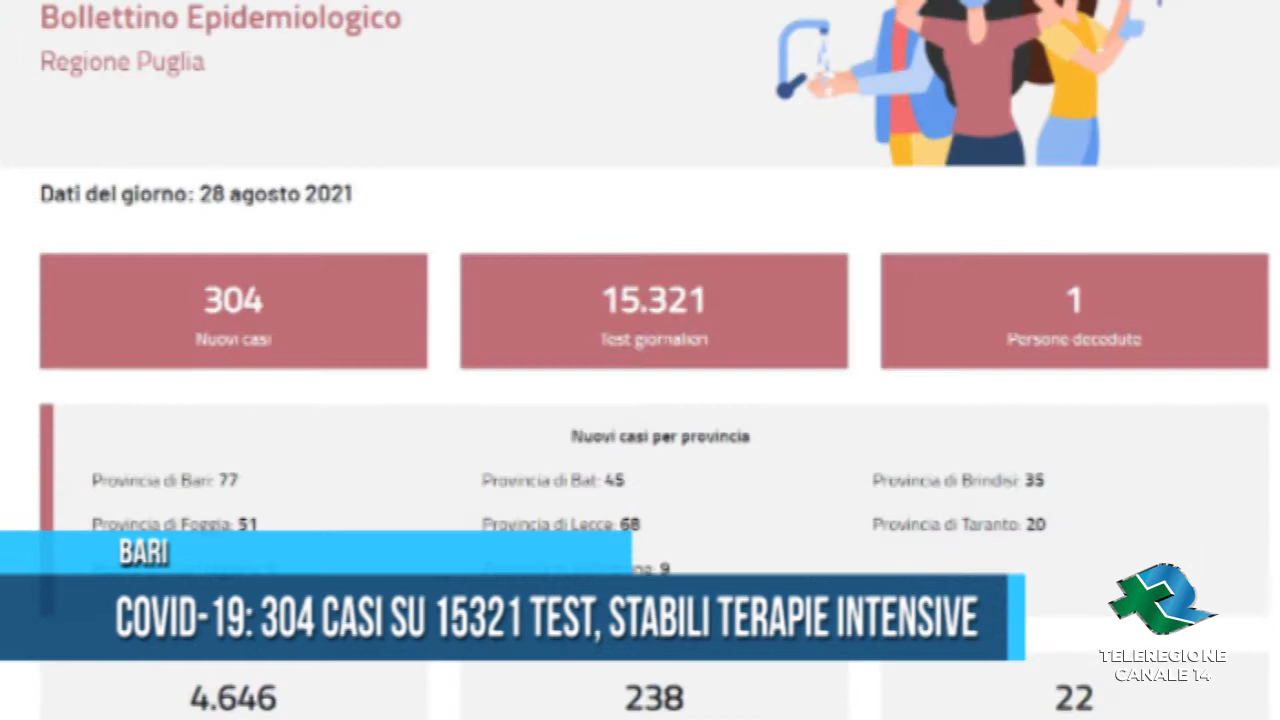 Bollettino Epidemiologico
Regione Puglia
Dati del giorno: 28 agosto 2021
304
Nuovi casi
15.321
Test giornalieri
1
Persone decedute
Nuovi casi per provincia
Provincia di Bari: 77
Provincia di Bat: 45
Provincia di Brindisi: 35
Provincia di Foggia: 51
Provincia di Lecce: 68
Provincia di Taranto: 20
9
BARI
COVID-19: 304 CASI SU 15321 TEST, STABILI TERAPIE INTENSIVE
4.646
238
22
TELEREGIONE
CANALE 14